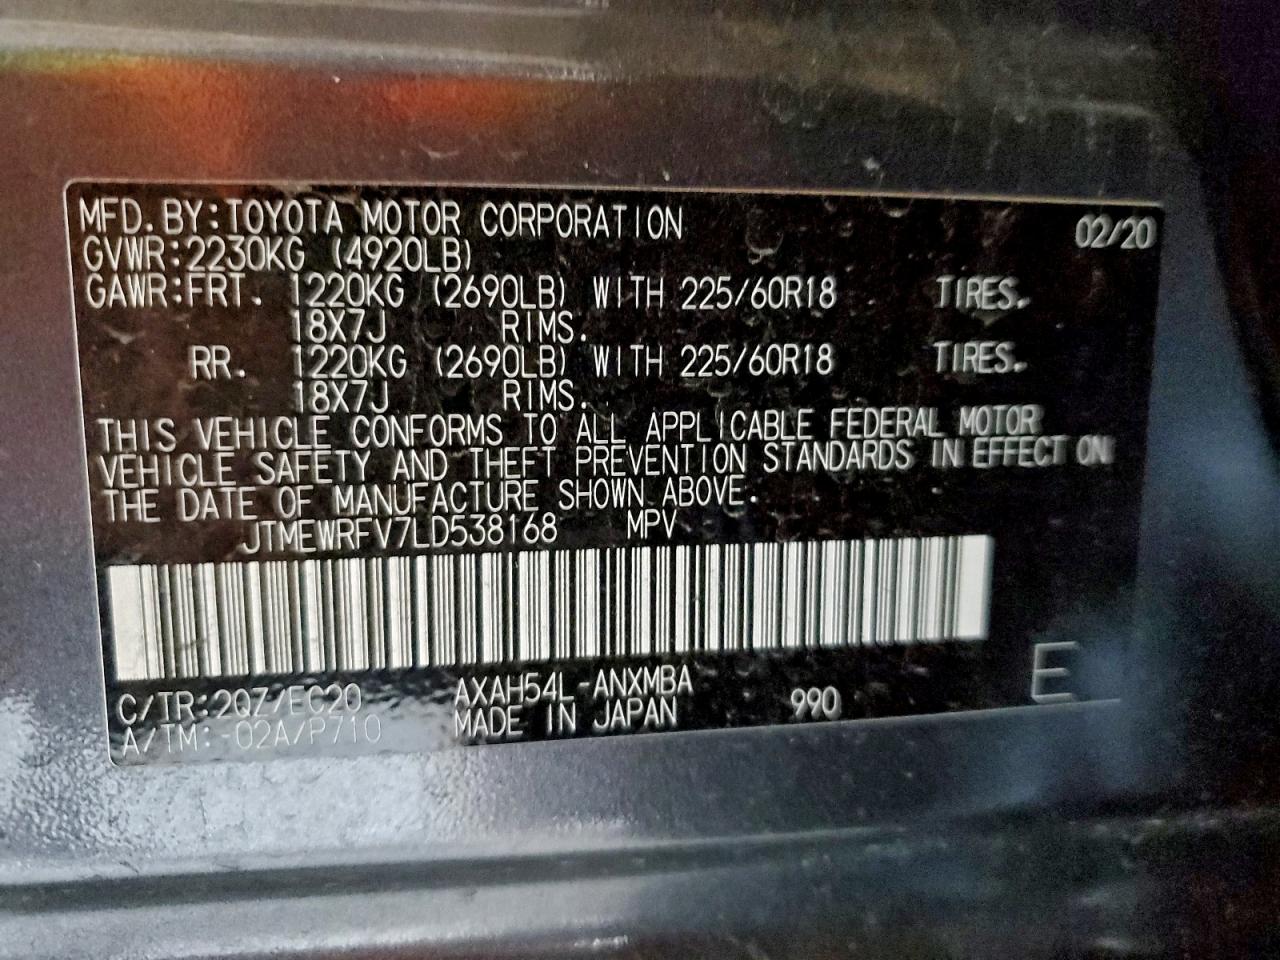 MFD. BY: TOYOTA MOTOR CORPORATION 02/20
GVWR: 2230KG (4920LB)
GAWR: FRT. 1220KG (2690LB) WITH 225/60R18 TIRES.
18X7J RIMS.
RR. 1220KG (2690LB) WITH 225/60R18 TIRES.
18X7J RIMS.
THIS VEHICLE CONFORMS TO ALL APPLICABLE FEDERAL MOTOR
VEHICLE SAFETY AND THEFT PREVENTION STANDARDS IN EFFECT ON
THE DATE OF MANUFACTURE SHOWN ABOVE.
JTMEWRFV7LD538168 MPV
C/TR: 2QZ/EC20 AXAH54L-ANXMBA 990 E
A/TM: -02A/P710 MADE IN JAPAN